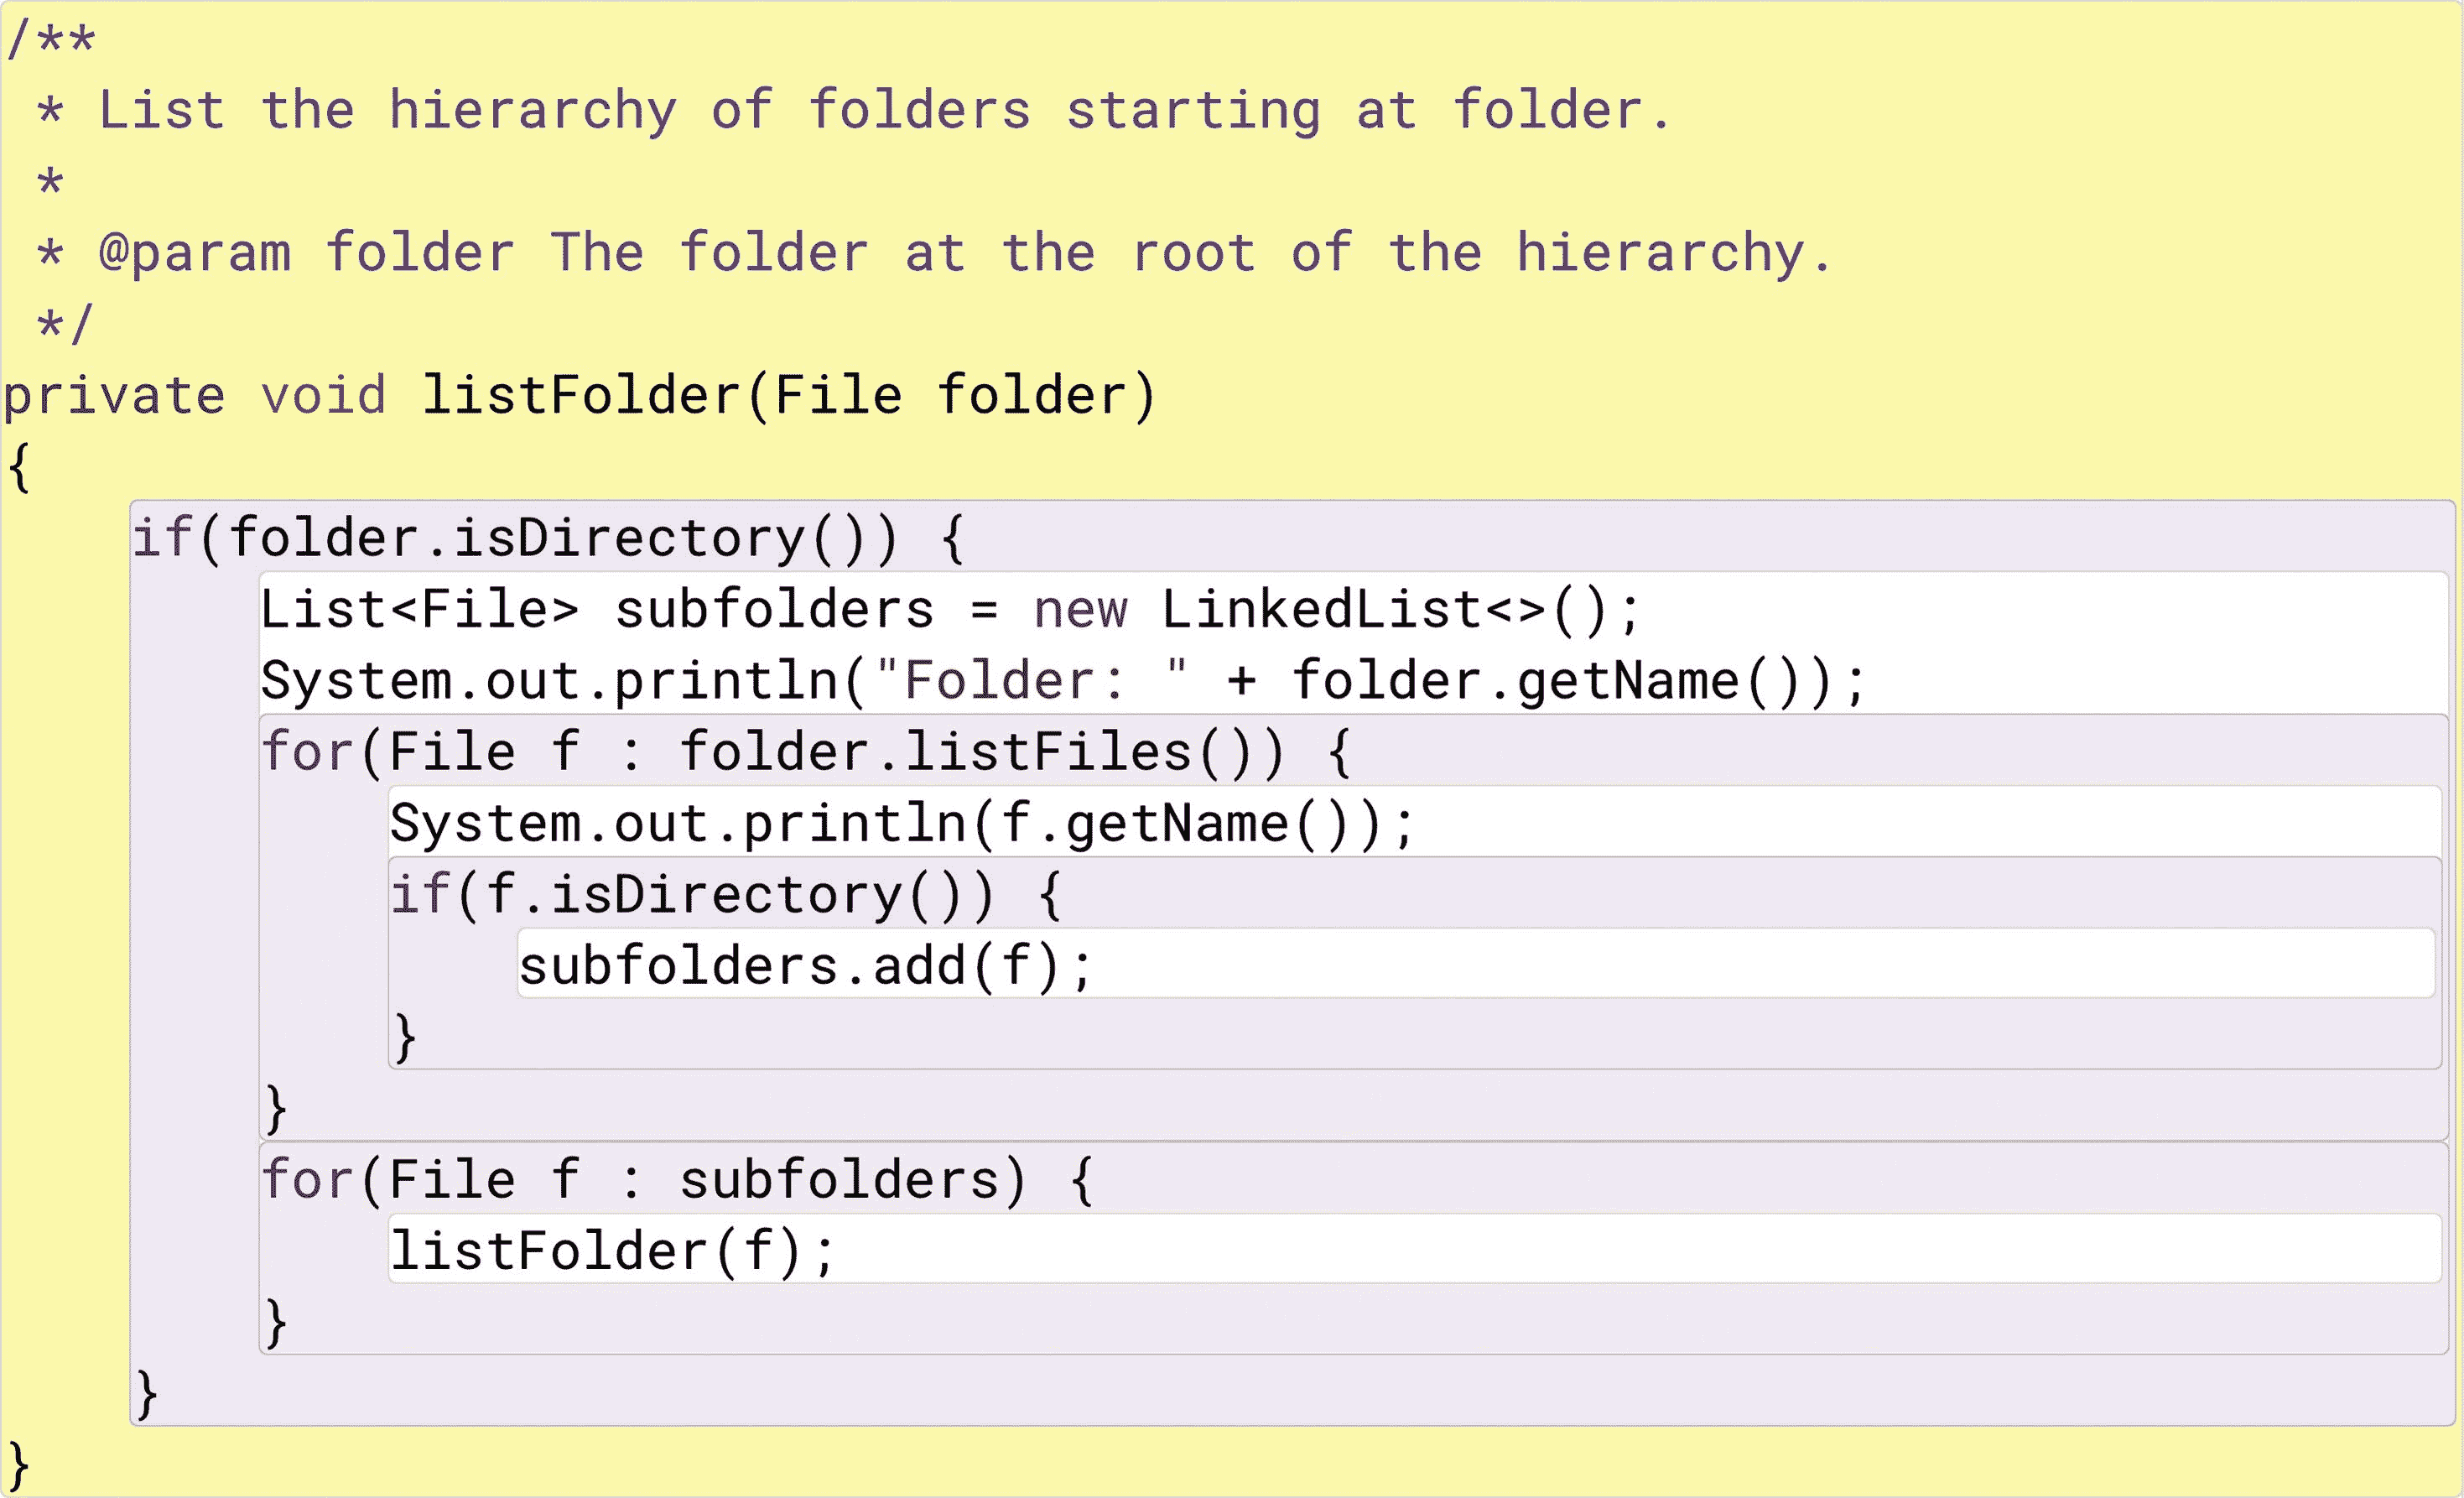 /**
 * List the hierarchy of folders starting at folder.
 *
 * @param folder The folder at the root of the hierarchy.
 */
private void listFolder(File folder)
{
    if(folder.isDirectory()) {
        List<File> subfolders = new LinkedList<>();
        System.out.println("Folder: " + folder.getName());
        for(File f : folder.listFiles()) {
            System.out.println(f.getName());
            if(f.isDirectory()) {
                subfolders.add(f);
            }
        }
        for(File f : subfolders) {
            listFolder(f);
        }
    }
}